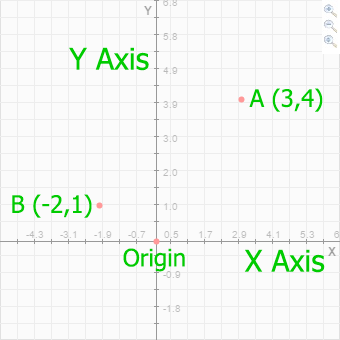 Y
6.8
5.8
Y Axis
4.9
3.9
A (3,4)
3.0
2.0
B (-2,1)
1.0
-4.3 -3.1 -1.9 -0.7 0.5 1.7 2.9 4.1 5.3 6
X
Origin
X Axis
-0.9
-1.8